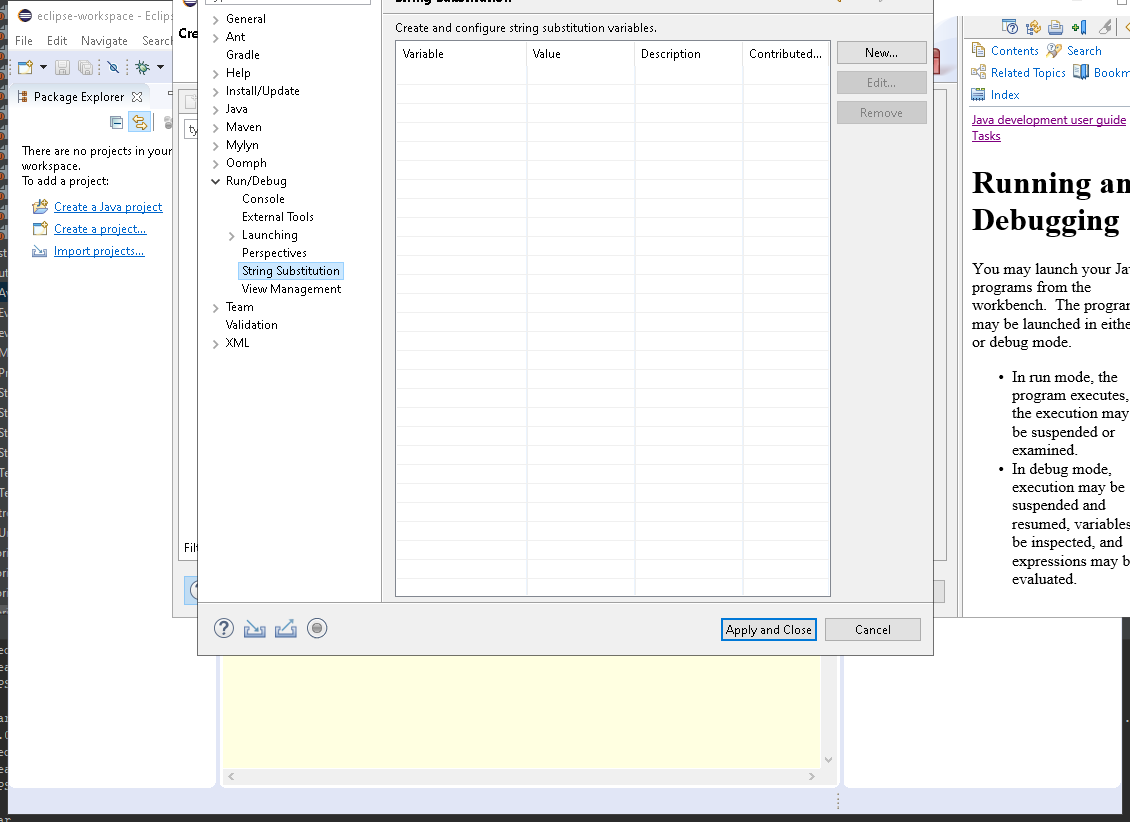 eclipse-workspace - Eclips
File Edit Navigate Search
Package Explorer
There are no projects in your
workspace.
To add a project:
Create a Java project
Create a project...
Import projects...
Cre
ty
Filt
General
Ant
Gradle
Help
Install/Update
Java
Maven
Mylyn
Oomph
Run/Debug
Console
External Tools
Launching
Perspectives
String Substitution
View Management
Team
Validation
XML
String Substitution
Create and configure string substitution variables.
Variable Value Description Contributed...
New...
Edit...
Remove
Apply and Close Cancel
Contents Search
Related Topics Bookm
Index
Java development user guide
Tasks
Running an
Debugging
You may launch your Jav
programs from the
workbench. The program
may be launched in eithe
or debug mode.
• In run mode, the
program executes,
the execution may
be suspended or
examined.
• In debug mode,
execution may be
suspended and
resumed, variables
be inspected, and
expressions may b
evaluated.